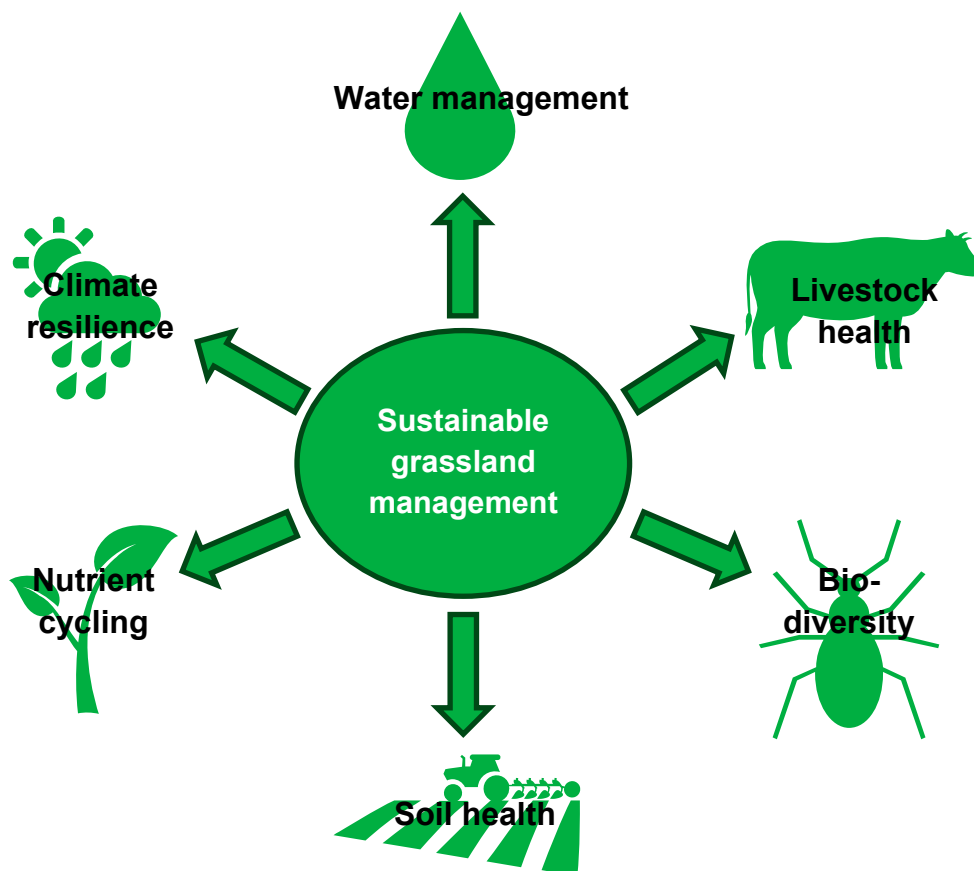 Water management
Climate
resilience
Livestock
health
Sustainable
grassland
management
Nutrient
cycling
Bio-
diversity
Soil health